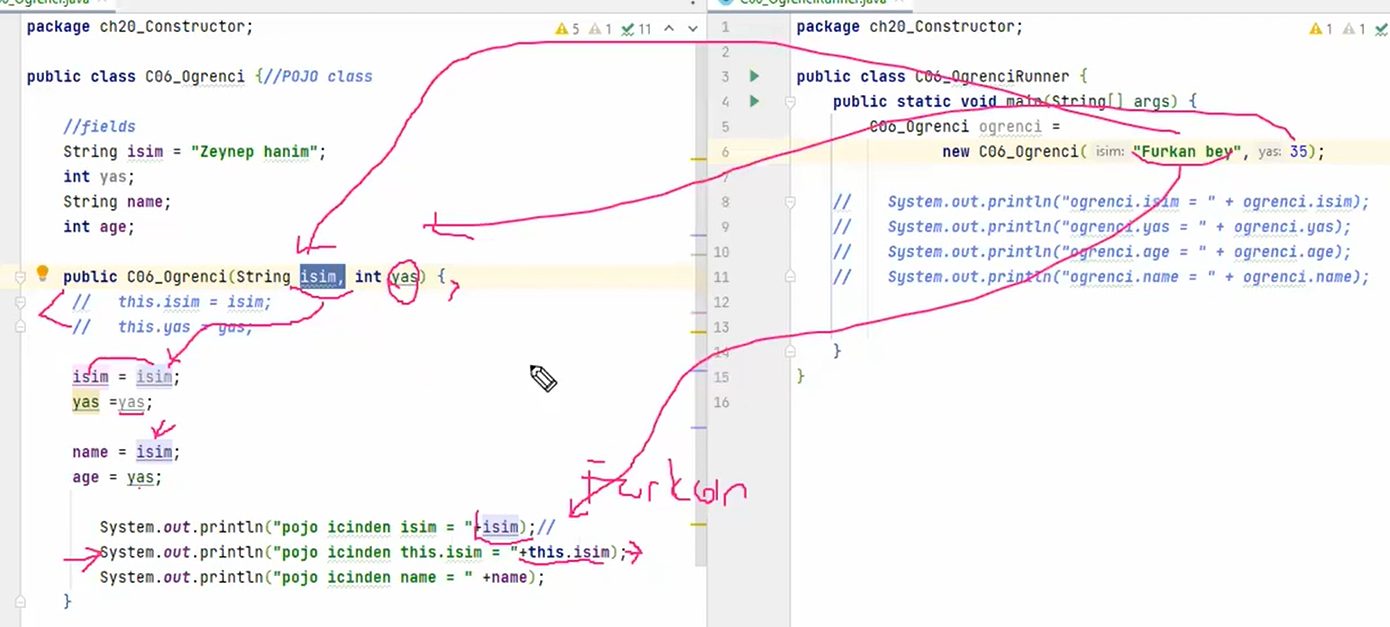 package ch20_Constructor;
5 1 11
public class C06_Ogrenci {//POJO class
//fields
String isim = "Zeynep hanim";
int yas;
String name;
int age;
public C06_Ogrenci(String isim, int yas) {
//   this.isim = isim;
//   this.yas = yas;
isim = isim;
yas =yas;
name = isim;
age = yas;
System.out.println("pojo icinden isim = "+isim);//
System.out.println("pojo icinden this.isim = "+this.isim);
System.out.println("pojo icinden name = " +name);
}
Furkan
C06_OgrenciRunner.java
1 package ch20_Constructor;
1 1
2
3 public class C06_OgrenciRunner {
4 public static void main(String[] args) {
5 C06_Ogrenci ogrenci =
6 new C06_Ogrenci( isim: "Furkan bey", yas: 35);
7
8 //   System.out.println("ogrenci.isim = " + ogrenci.isim);
9 //   System.out.println("ogrenci.yas = " + ogrenci.yas);
10 //   System.out.println("ogrenci.age = " + ogrenci.age);
11 //   System.out.println("ogrenci.name = " + ogrenci.name);
12
13
14 }
15 }
16